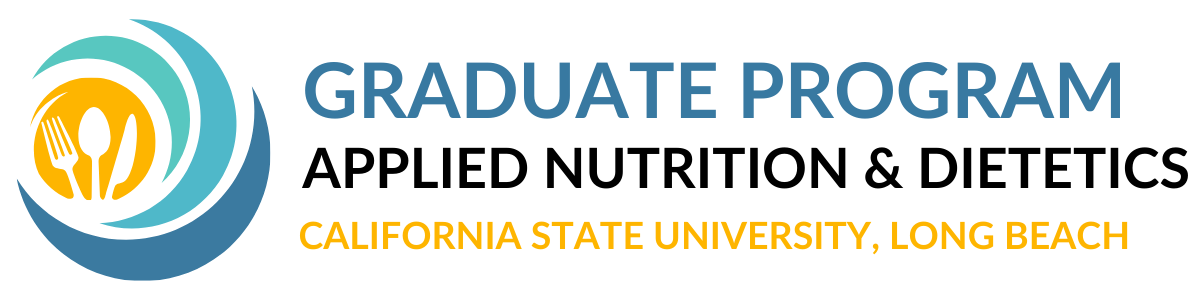 GRADUATE PROGRAM
APPLIED NUTRITION & DIETETICS
CALIFORNIA STATE UNIVERSITY, LONG BEACH